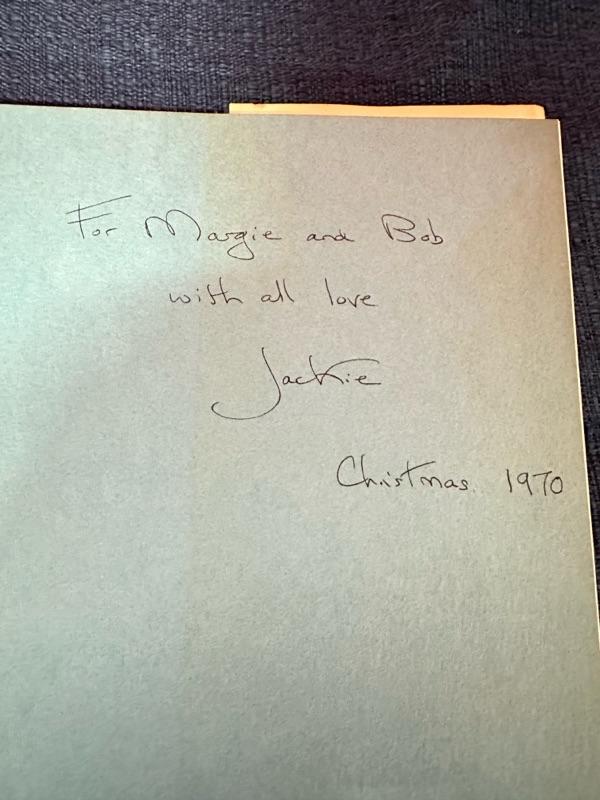 For Margie and Bob
with all love
Jackie
Christmas 1970